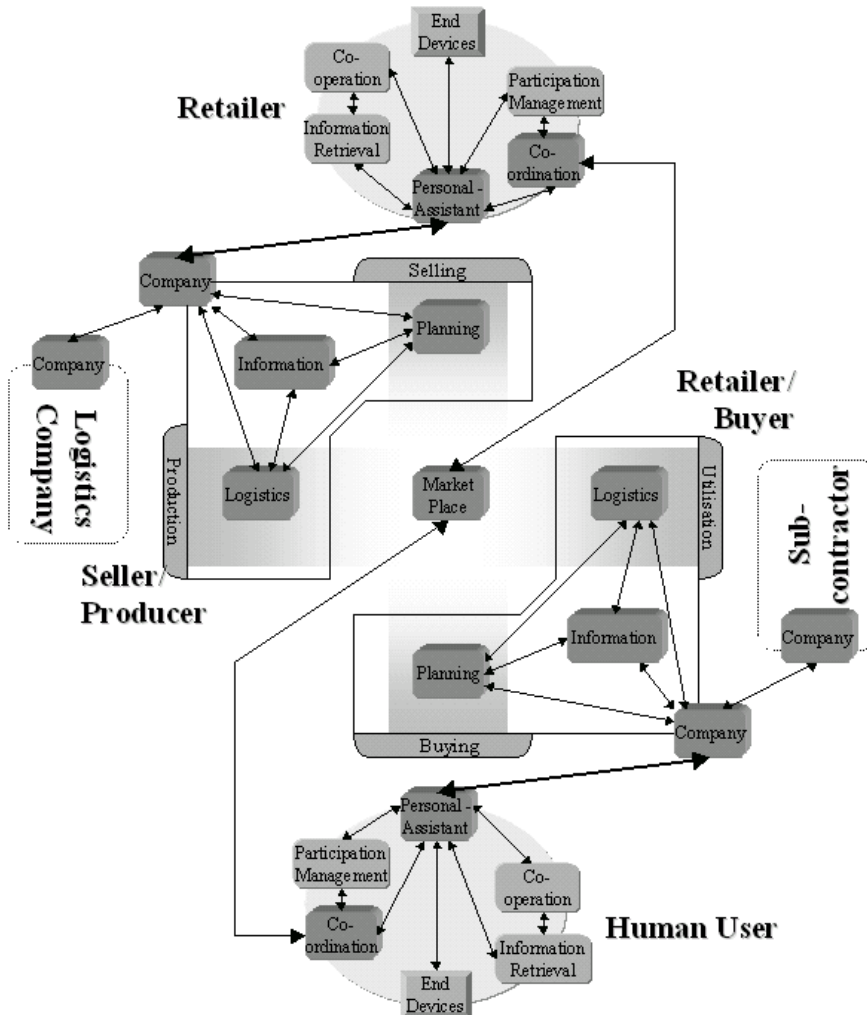 End
Devices
Co-
operation
Participation
Management
Retailer
Information
Retrieval
Co-
ordination
Personal -
Assistant
Company
Selling
Planning
Company
Information
Logistics
Company
Retailer/
Buyer
Production
Logistics
Market
Place
Logistics
Utilisation
Sub-
contractor
Seller/
Producer
Information
Company
Planning
Company
Buying
Personal -
Assistant
Participation
Management
Co-
operation
Co-
ordination
Human User
Information
Retrieval
End
Devices